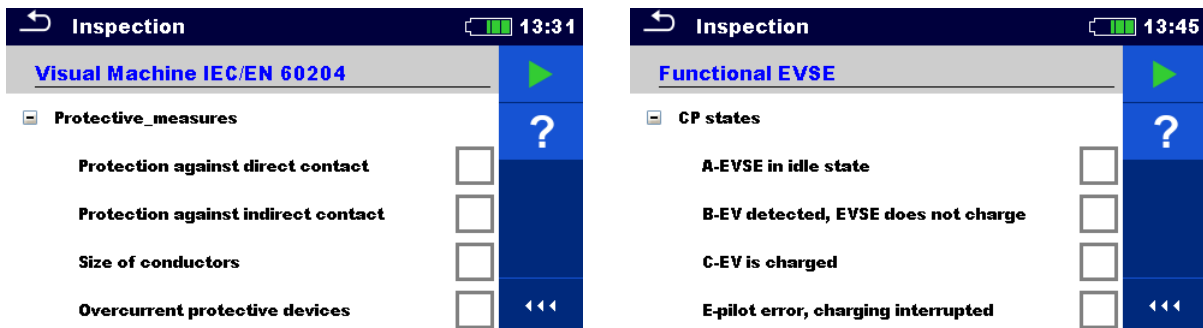 Inspection 13:31
Visual Machine IEC/EN 60204
Protective_measures
?
Protection against direct contact
Protection against indirect contact
Size of conductors
Overcurrent protective devices
Inspection 13:45
Functional EVSE
CP states
?
A-EVSE in idle state
B-EV detected, EVSE does not charge
C-EV is charged
E-pilot error, charging interrupted